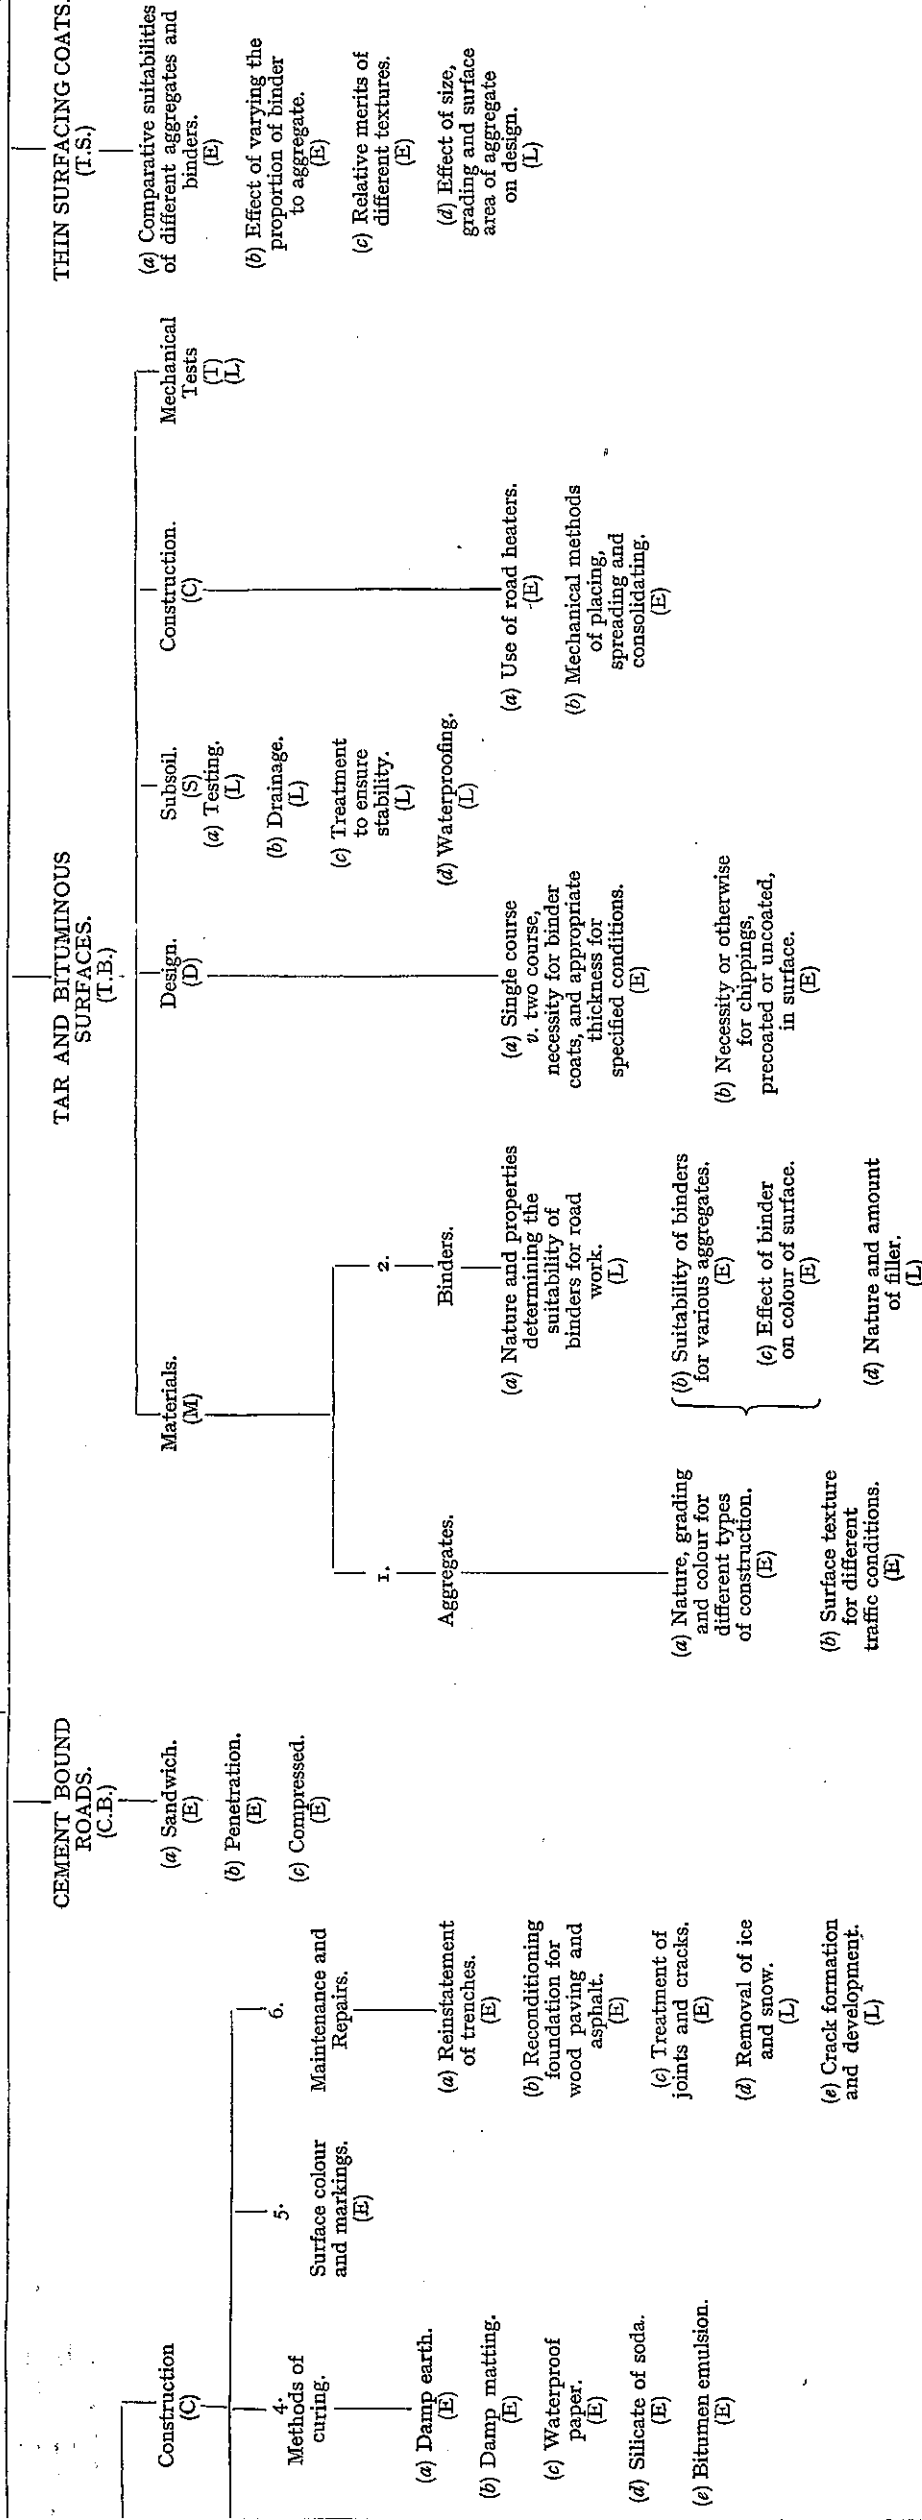 Construction
(C)
4.
Methods of
curing.
(a) Damp earth.
(E)
(b) Damp matting.
(E)
(c) Waterproof
paper.
(E)
(d) Silicate of soda.
(E)
(e) Bitumen emulsion.
(E)
5.
Surface colour
and markings.
(E)
6.
Maintenance and
Repairs.
(a) Reinstatement
of trenches.
(E)
(b) Reconditioning
foundation for
wood paving and
asphalt.
(E)
(c) Treatment of
joints and cracks.
(E)
(d) Removal of ice
and snow.
(L)
(e) Crack formation
and development.
(L)
CEMENT BOUND
ROADS.
(C.B.)
(a) Sandwich.
(E)
(b) Penetration.
(E)
(c) Compressed.
(E)
TAR AND BITUMINOUS
SURFACES.
(T.B.)
Materials.
(M)
1.
Aggregates.
(a) Nature, grading
and colour for
different types
of construction.
(E)
(b) Surface texture
for different
traffic conditions.
(E)
2.
Binders.
(a) Nature and properties
determining the
suitability of
binders for road
work.
(L)
(b) Suitability of binders
for various aggregates.
(E)
(c) Effect of binder
on colour of surface.
(E)
(d) Nature and amount
of filler.
(L)
Design.
(D)
(a) Single course
v. two course,
necessity for binder
coats, and appropriate
thickness for
specified conditions.
(E)
(b) Necessity or otherwise
for chippings,
precoated or uncoated,
in surface.
(E)
Subsoil.
(S)
(a) Testing.
(L)
(b) Drainage.
(L)
(c) Treatment
to ensure
stability.
(L)
(d) Waterproofing.
(L)
Construction.
(C)
(a) Use of road heaters.
(E)
(b) Mechanical methods
of placing,
spreading and
consolidating.
(E)
Mechanical
Tests
(T)
(L)
THIN SURFACING COATS.
(T.S.)
(a) Comparative suitabilities
of different aggregates and
binders.
(E)
(b) Effect of varying the
proportion of binder
to aggregate.
(E)
(c) Relative merits of
different textures.
(E)
(d) Effect of size,
grading and surface
area of aggregate
on design.
(L)